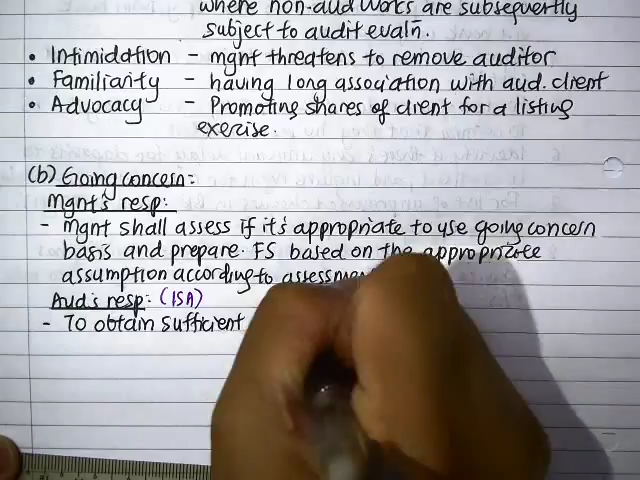 where non-aud works are subsequently
subject to audit evaln.
• Intimidation - mgnt threatens to remove auditor
• Familiarity - having long association with aud. client
• Advocacy - Promoting shares of client for a listing
exercise.
(b) Going concern:
Mgnt's resp:
- Mgnt shall assess if it's appropriate to use going concern
basis and prepare FS based on the appropriate
assumption according to
Aud's resp: (ISA)
- To obtain sufficient